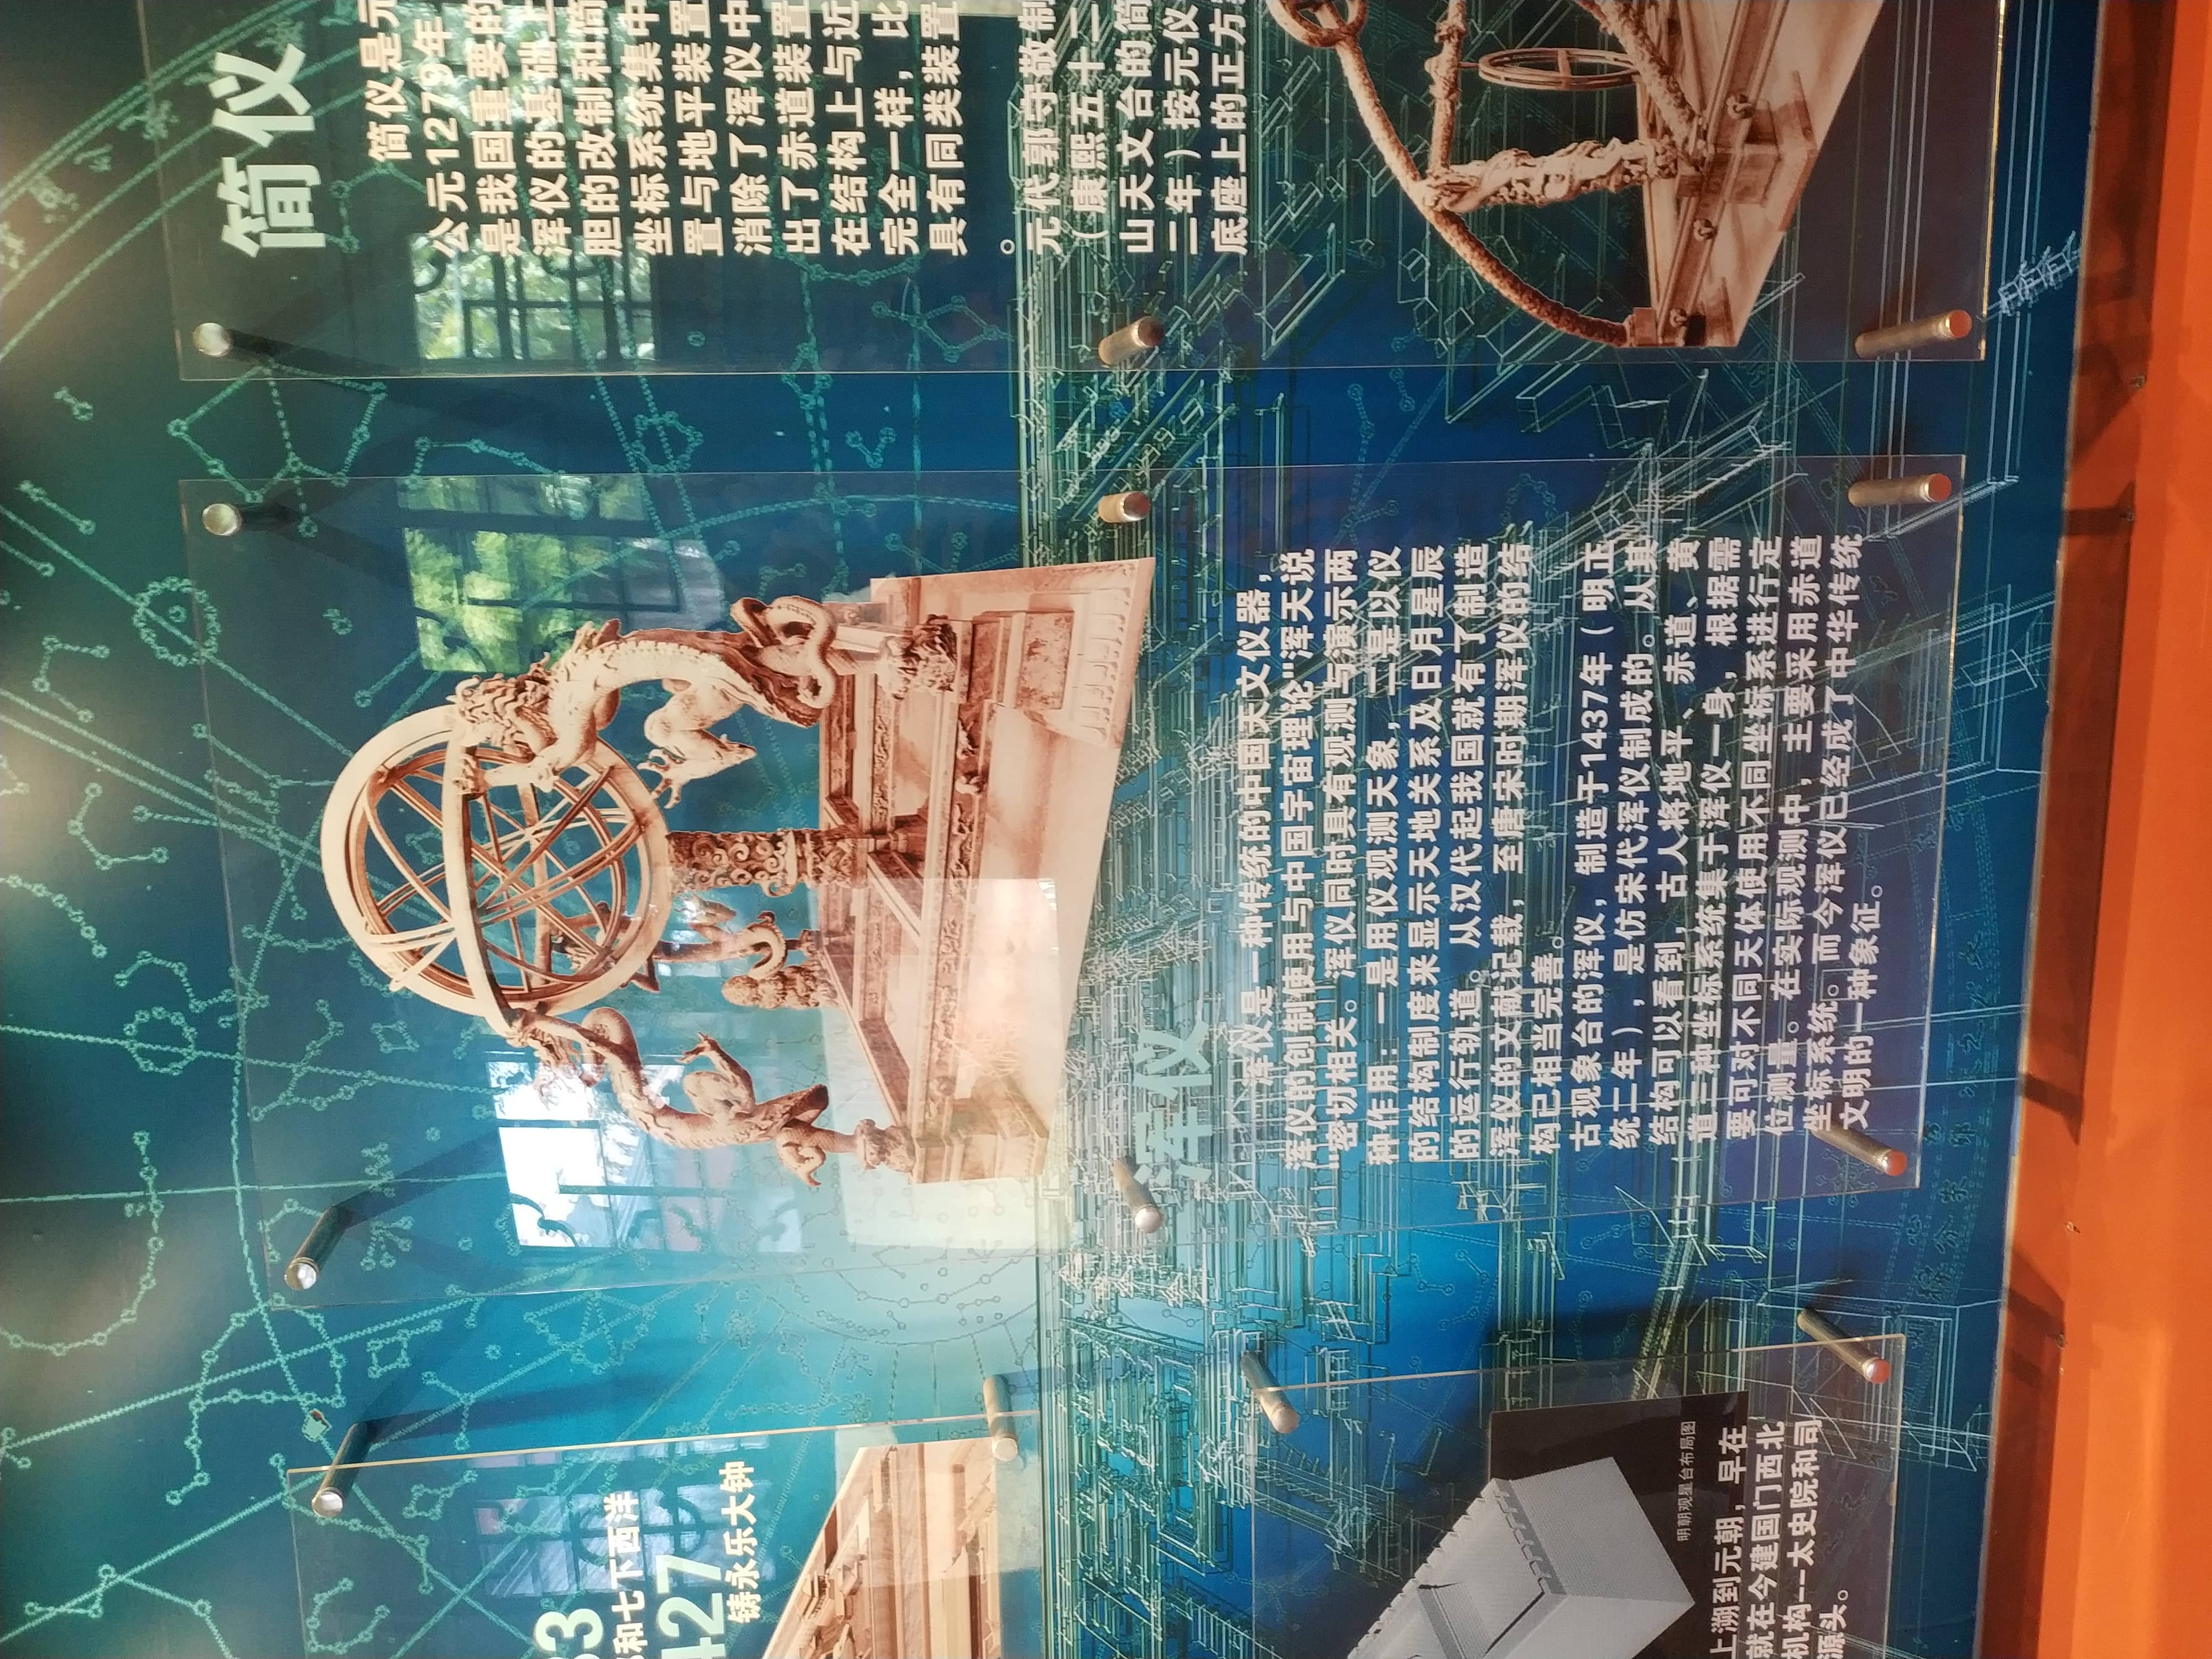 33
和七下西洋
427
铸永乐大钟
明朝观星台布局图
上溯到元朝，早在
就在今建国门西北
机构--太史院和司
源头。
浑仪
浑仪是一种传统的中国天文仪器，
浑仪的创制使用与中国宇宙理论"浑天说
"密切相关。浑仪同时具有观测与演示两
种作用：一是用仪观测天象，二是以仪
的结构制度来显示天地关系及日月星辰
的运行轨道。从汉代起我国就有了制造
浑仪的文献记载，至唐宋时期浑仪的结
构已相当完善。
古观象台的浑仪，制造于1437年（明正
统二年），是仿宋代浑仪制成的。从其
结构可以看到，古人将地平、赤道、黄
道三种坐标系统集于浑仪一身，根据需
要可对不同天体使用不同坐标系进行定
位测量。在实际观测中，主要采用赤道
坐标系统。而今浑仪已经成了中华传统
文明的一种象征。
简仪
简仪是元
公元1279年
是我国重要的
浑仪的基础上
胆的改制和简
坐标系统集中
置与地平装置
消除了浑仪中
出了赤道装置
在结构上与近
完全一样，比
具有同类装置
。
元代郭守敬制
（康熙五十二
山天文台的简
二年）按元仪
底座上的正方